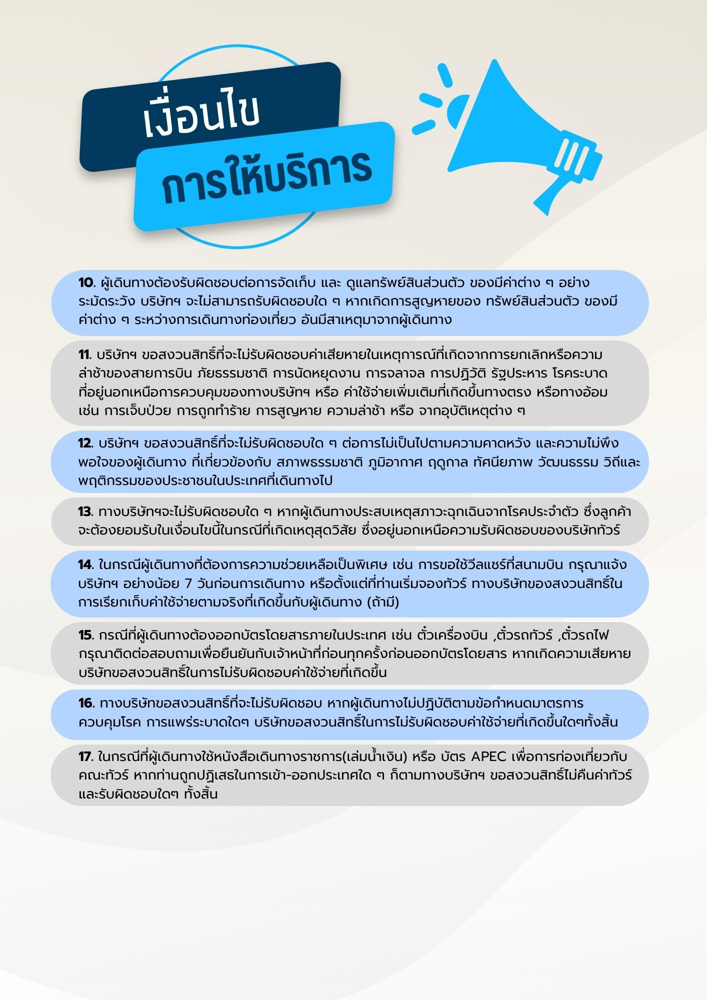 เงื่อนไข
การให้บริการ
10. ผู้เดินทางต้องรับผิดชอบต่อการจัดเก็บ และ ดูแลทรัพย์สินส่วนตัว ของมีค่าต่าง ๆ อย่าง
ระมัดระวัง บริษัทฯ จะไม่สามารถรับผิดชอบใด ๆ หากเกิดการสูญหายของ ทรัพย์สินส่วนตัว ของมี
ค่าต่าง ๆ ระหว่างการเดินทางท่องเที่ยว อันมีสาเหตุมาจากผู้เดินทาง
11. บริษัทฯ ขอสงวนสิทธิ์ที่จะไม่รับผิดชอบค่าเสียหายในเหตุการณ์ที่เกิดจากการยกเลิกหรือความ
ล่าช้าของสายการบิน ภัยธรรมชาติ การนัดหยุดงาน การจลาจล การปฏิวัติ รัฐประหาร โรคระบาด
ที่อยู่นอกเหนือการควบคุมของทางบริษัทฯ หรือ ค่าใช้จ่ายเพิ่มเติมที่เกิดขึ้นทางตรง หรือทางอ้อม
เช่น การเจ็บป่วย การถูกทำร้าย การสูญหาย ความล่าช้า หรือ จากอุบัติเหตุต่าง ๆ
12. บริษัทฯ ขอสงวนสิทธิ์ที่จะไม่รับผิดชอบใด ๆ ต่อการไม่เป็นไปตามความคาดหวัง และความไม่พึง
พอใจของผู้เดินทาง ที่เกี่ยวข้องกับ สภาพธรรมชาติ ภูมิอากาศ ฤดูกาล ทัศนียภาพ วัฒนธรรม วิถีและ
พฤติกรรมของประชาชนในประเทศที่เดินทางไป
13. ทางบริษัทฯจะไม่รับผิดชอบใด ๆ หากผู้เดินทางประสบเหตุสภาวะฉุกเฉินจากโรคประจำตัว ซึ่งลูกค้า
จะต้องยอมรับในเงื่อนไขนี้ในกรณีที่เกิดเหตุสุดวิสัย ซึ่งอยู่นอกเหนือความรับผิดชอบของบริษัททัวร์
14. ในกรณีผู้เดินทางที่ต้องการความช่วยเหลือเป็นพิเศษ เช่น การขอใช้วีลแชร์ที่สนามบิน กรุณาแจ้ง
บริษัทฯ อย่างน้อย 7 วันก่อนการเดินทาง หรือตั้งแต่ที่ท่านเริ่มจองทัวร์ ทางบริษัทของสงวนสิทธิ์ใน
การเรียกเก็บค่าใช้จ่ายตามจริงที่เกิดขึ้นกับผู้เดินทาง (ถ้ามี)
15. กรณีที่ผู้เดินทางต้องออกบัตรโดยสารภายในประเทศ เช่น ตั๋วเครื่องบิน ,ตั๋วรถทัวร์ ,ตั๋วรถไฟ
กรุณาติดต่อสอบถามเพื่อยืนยันกับเจ้าหน้าที่ก่อนทุกครั้งก่อนออกบัตรโดยสาร หากเกิดความเสียหาย
บริษัทขอสงวนสิทธิ์ในการไม่รับผิดชอบค่าใช้จ่ายที่เกิดขึ้น
16. ทางบริษัทขอสงวนสิทธิ์ที่จะไม่รับผิดชอบ หากผู้เดินทางไม่ปฏิบัติตามข้อกำหนดมาตรการ
ควบคุมโรค การแพร่ระบาดใดๆ บริษัทขอสงวนสิทธิ์ในการไม่รับผิดชอบค่าใช้จ่ายที่เกิดขึ้นใดๆทั้งสิ้น
17. ในกรณีที่ผู้เดินทางใช้หนังสือเดินทางราชการ(เล่มน้ำเงิน) หรือ บัตร APEC เพื่อการท่องเที่ยวกับ
คณะทัวร์ หากท่านถูกปฏิเสธในการเข้า-ออกประเทศใด ๆ ก็ตามทางบริษัทฯ ขอสงวนสิทธิ์ไม่คืนค่าทัวร์
และรับผิดชอบใดๆ ทั้งสิ้น